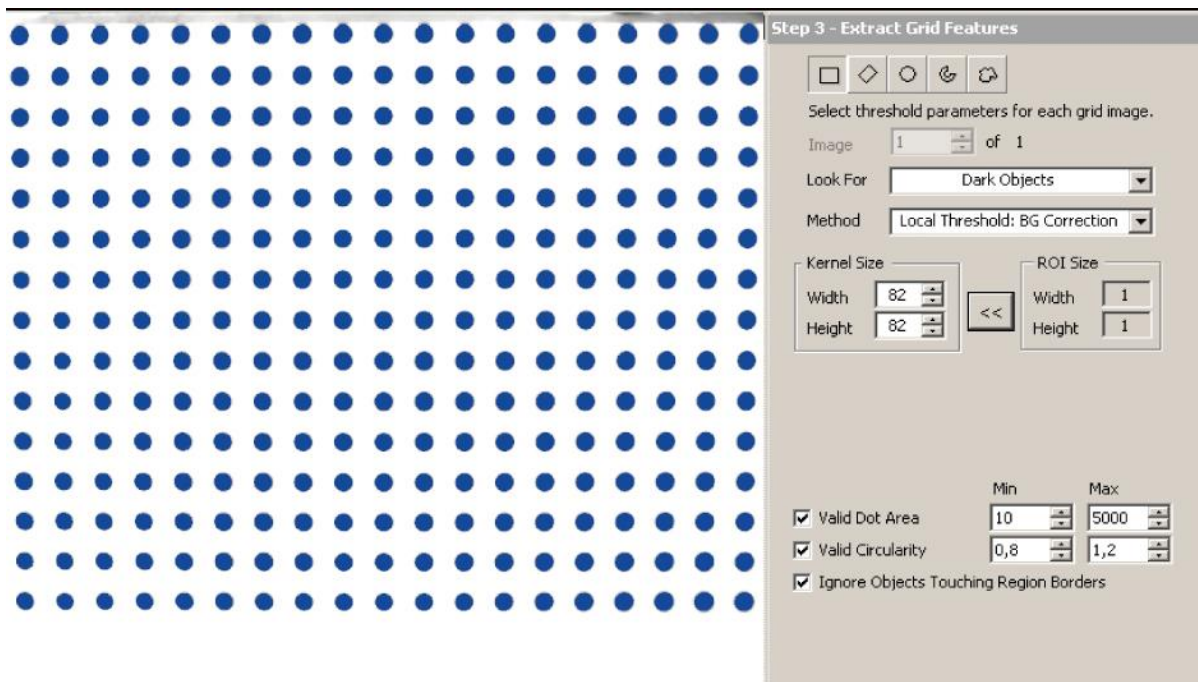 Step 3 - Extract Grid Features
Select threshold parameters for each grid image.
Image 1 of 1
Look For Dark Objects
Method Local Threshold: BG Correction
Kernel Size ROI Size
Width 82 << Width 1
Height 82 Height 1
Min Max
Valid Dot Area 10 5000
Valid Circularity 0,8 1,2
Ignore Objects Touching Region Borders